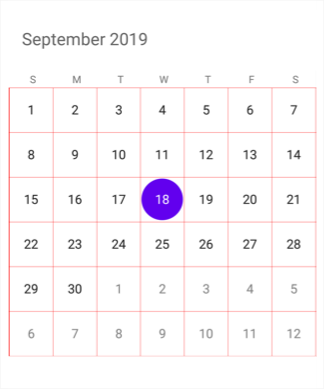 September 2019
S M T W T F S
1 2 3 4 5 6 7
8 9 10 11 12 13 14
15 16 17 18 19 20 21
22 23 24 25 26 27 28
29 30 1 2 3 4 5
6 7 8 9 10 11 12